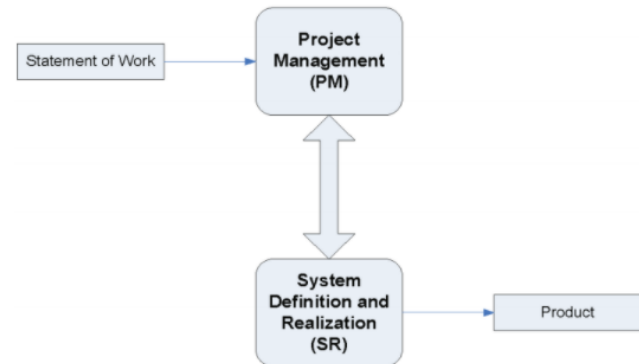 Project
Management
(PM)
Statement of Work
System
Definition and
Realization
(SR)
Product